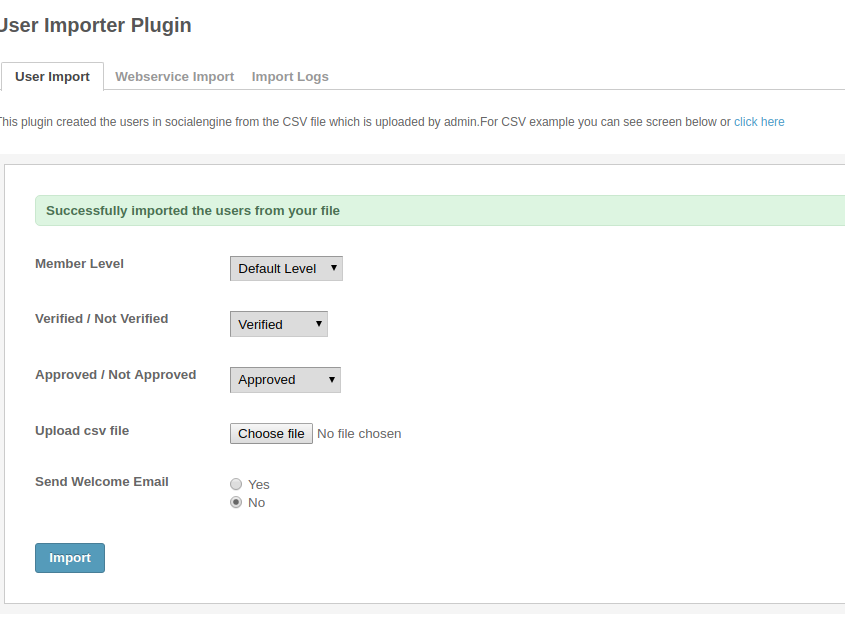 User Importer Plugin
User Import Webservice Import Import Logs
This plugin created the users in socialengine from the CSV file which is uploaded by admin.For CSV example you can see screen below or click here
Successfully imported the users from your file
Member Level Default Level
Verified / Not Verified Verified
Approved / Not Approved Approved
Upload csv file Choose file No file chosen
Send Welcome Email Yes
No
Import